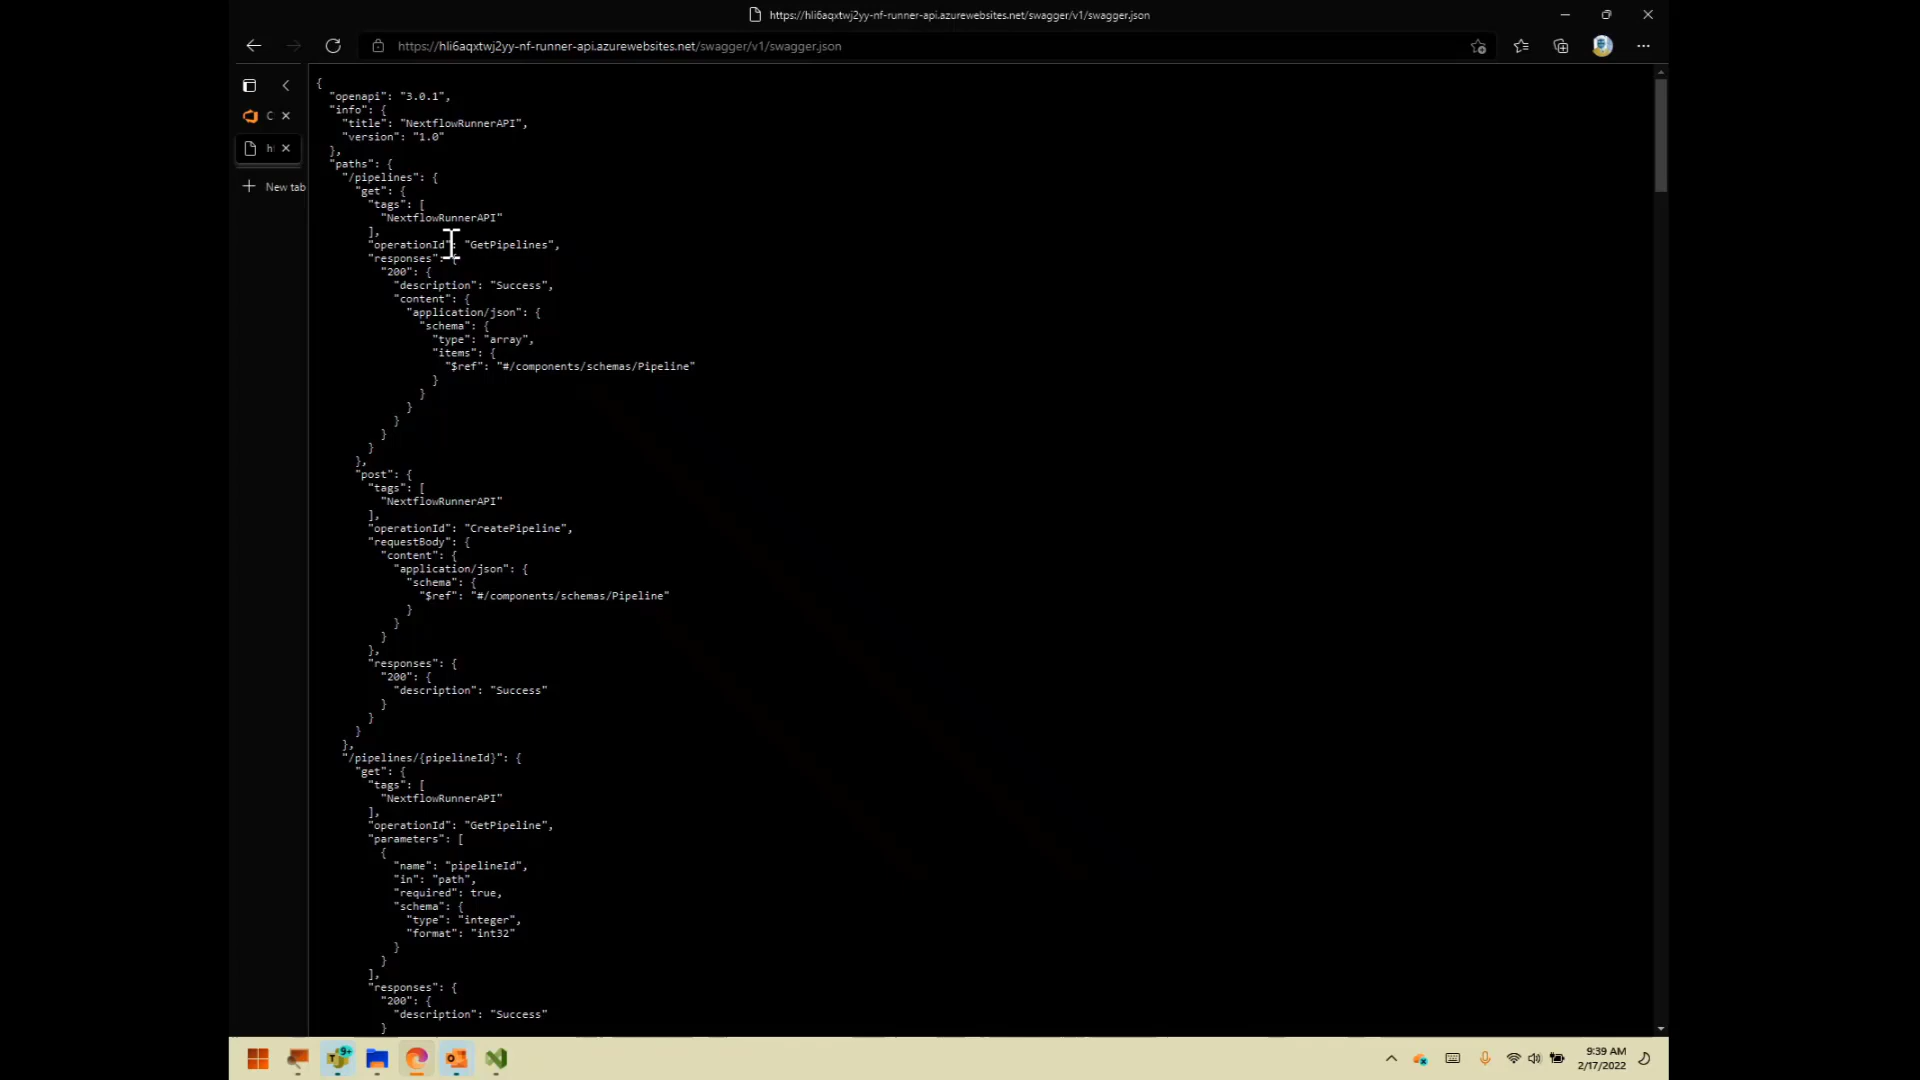 https://hli6aqxtwj2yy-nf-runner-api.azurewebsites.net/swagger/v1/swagger.json
https://hli6aqxtwj2yy-nf-runner-api.azurewebsites.net/swagger/v1/swagger.json
C
h
New tab
{
"openapi": "3.0.1",
"info": {
"title": "NextflowRunnerAPI",
"version": "1.0"
},
"paths": {
"/pipelines": {
"get": {
"tags": [
"NextflowRunnerAPI"
],
"operationId": "GetPipelines",
"responses": {
"200": {
"description": "Success",
"content": {
"application/json": {
"schema": {
"type": "array",
"items": {
"$ref": "#/components/schemas/Pipeline"
}
}
}
}
}
}
},
"post": {
"tags": [
"NextflowRunnerAPI"
],
"operationId": "CreatePipeline",
"requestBody": {
"content": {
"application/json": {
"schema": {
"$ref": "#/components/schemas/Pipeline"
}
}
}
},
"responses": {
"200": {
"description": "Success"
}
}
}
},
"/pipelines/{pipelineId}": {
"get": {
"tags": [
"NextflowRunnerAPI"
],
"operationId": "GetPipeline",
"parameters": [
{
"name": "pipelineId",
"in": "path",
"required": true,
"schema": {
"type": "integer",
"format": "int32"
}
}
],
"responses": {
"200": {
"description": "Success"
}
9+
9:39 AM
2/17/2022